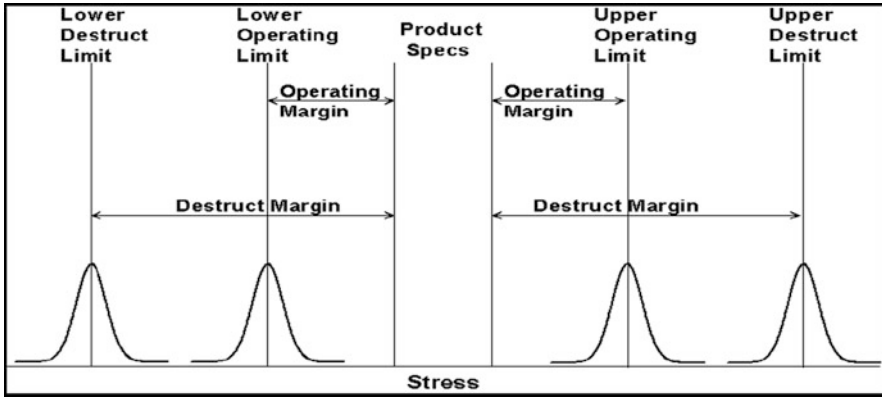 Lower
Destruct
Limit
Lower
Operating
Limit
Product
Specs
Upper
Operating
Limit
Upper
Destruct
Limit
Operating
Margin
Operating
Margin
Destruct Margin
Destruct Margin
Stress